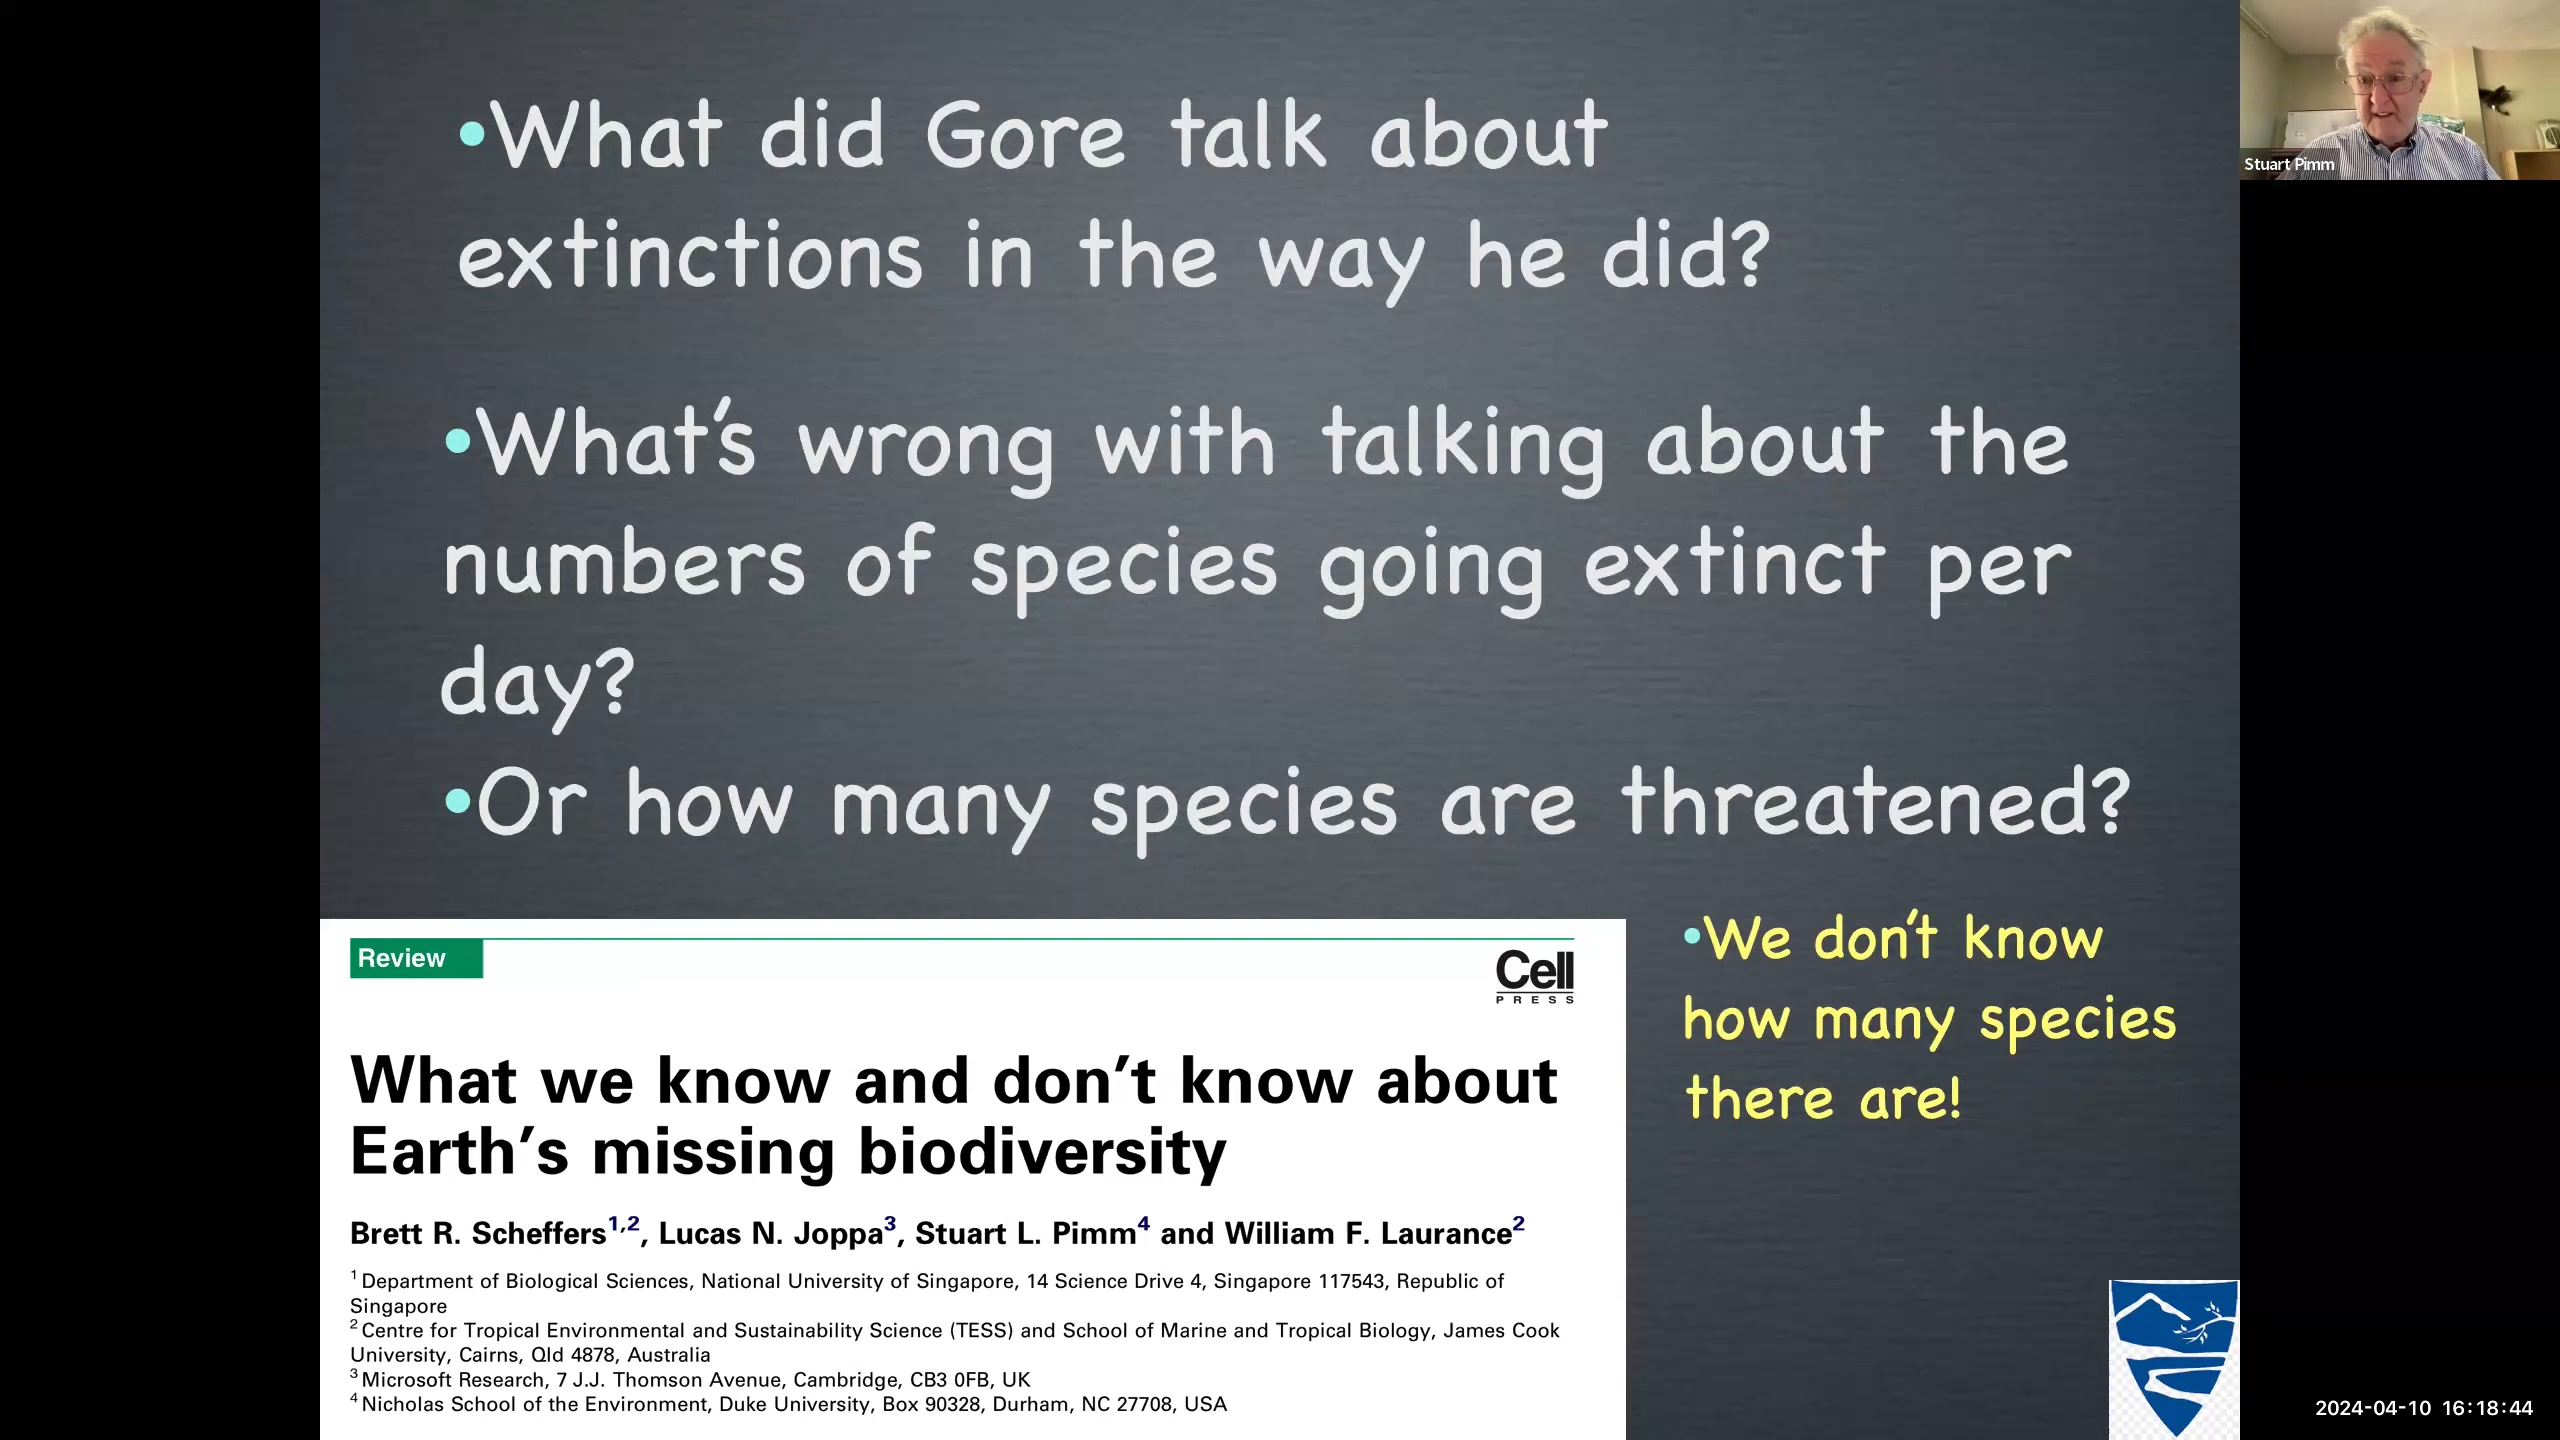 •What did Gore talk about
extinctions in the way he did?
•What's wrong with talking about the
numbers of species going extinct per
day?
•Or how many species are threatened?
•We don't know
how many species
there are!
Review
Cell
PRESS
What we know and don't know about
Earth's missing biodiversity
Brett R. Scheffers1,2, Lucas N. Joppa3, Stuart L. Pimm4 and William F. Laurance2
1 Department of Biological Sciences, National University of Singapore, 14 Science Drive 4, Singapore 117543, Republic of
Singapore
2 Centre for Tropical Environmental and Sustainability Science (TESS) and School of Marine and Tropical Biology, James Cook
University, Cairns, Qld 4878, Australia
3 Microsoft Research, 7 J.J. Thomson Avenue, Cambridge, CB3 0FB, UK
4 Nicholas School of the Environment, Duke University, Box 90328, Durham, NC 27708, USA
Stuart Pimm
2024-04-10 16:18:44